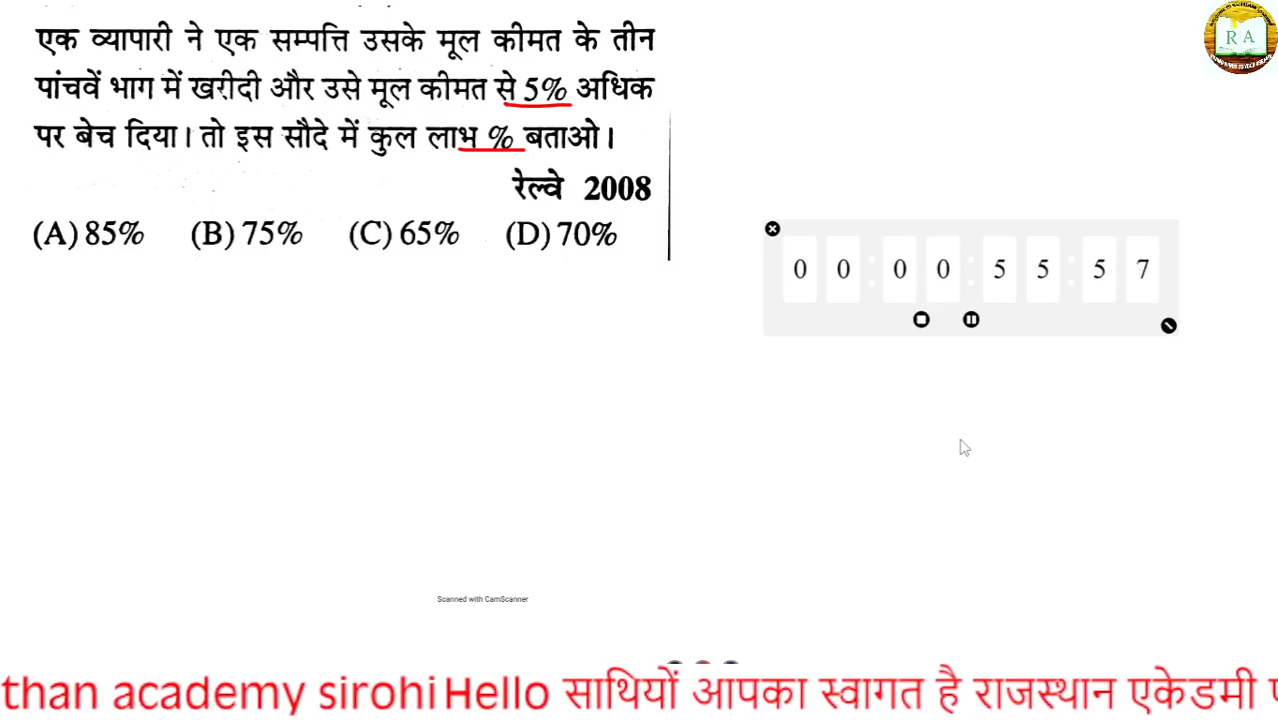 एक व्यापारी ने एक सम्पत्ति उसके मूल कीमत के तीन
पांचवें भाग में खरीदी और उसे मूल कीमत से 5% अधिक
पर बेच दिया। तो इस सौदे में कुल लाभ % बताओ।
रेल्वे 2008
(A) 85% (B) 75% (C) 65% (D) 70%
0 0 : 0 0 : 5 5 : 5 7
R A
Scanned with CamScanner
than academy sirohi Hello साथियों आपका स्वागत है राजस्थान एकेडमी